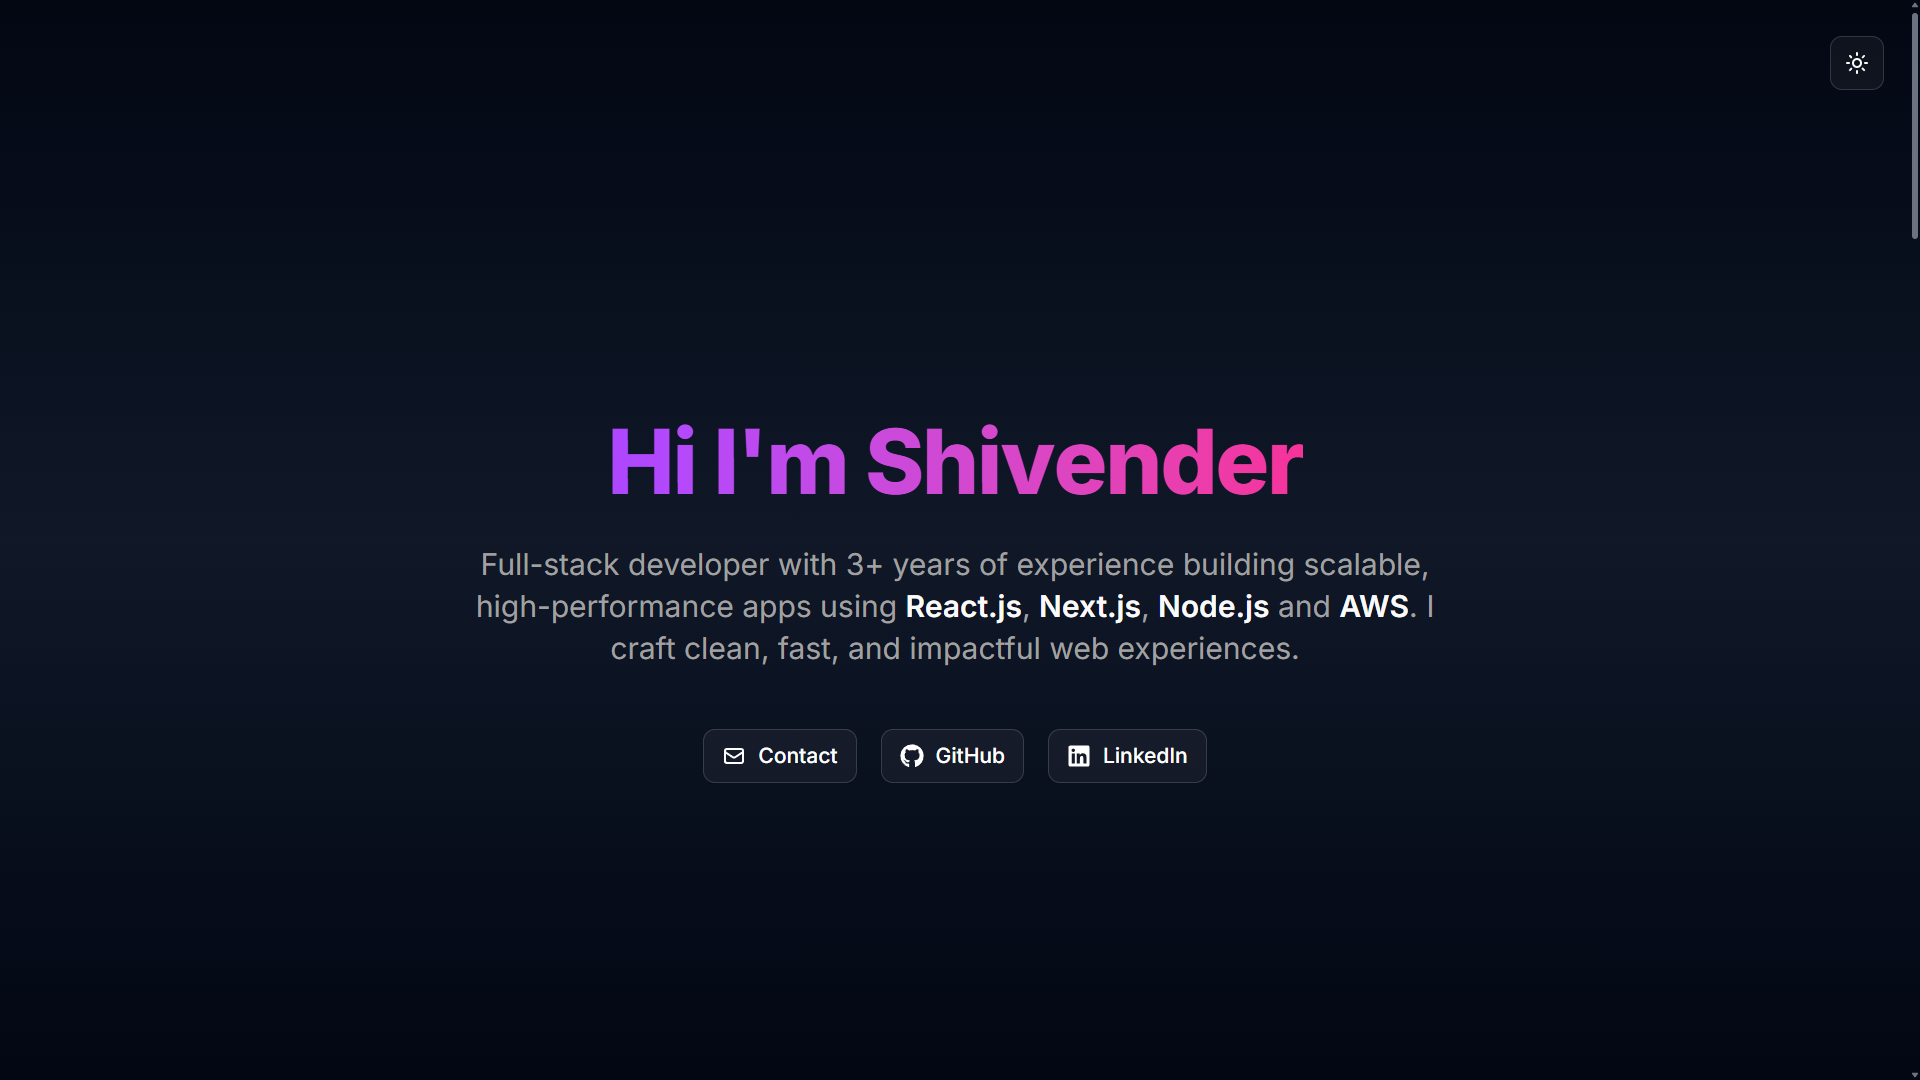 Hi I'm Shivender
Full-stack developer with 3+ years of experience building scalable,
high-performance apps using React.js, Next.js, Node.js and AWS. I
craft clean, fast, and impactful web experiences.
Contact
GitHub
LinkedIn